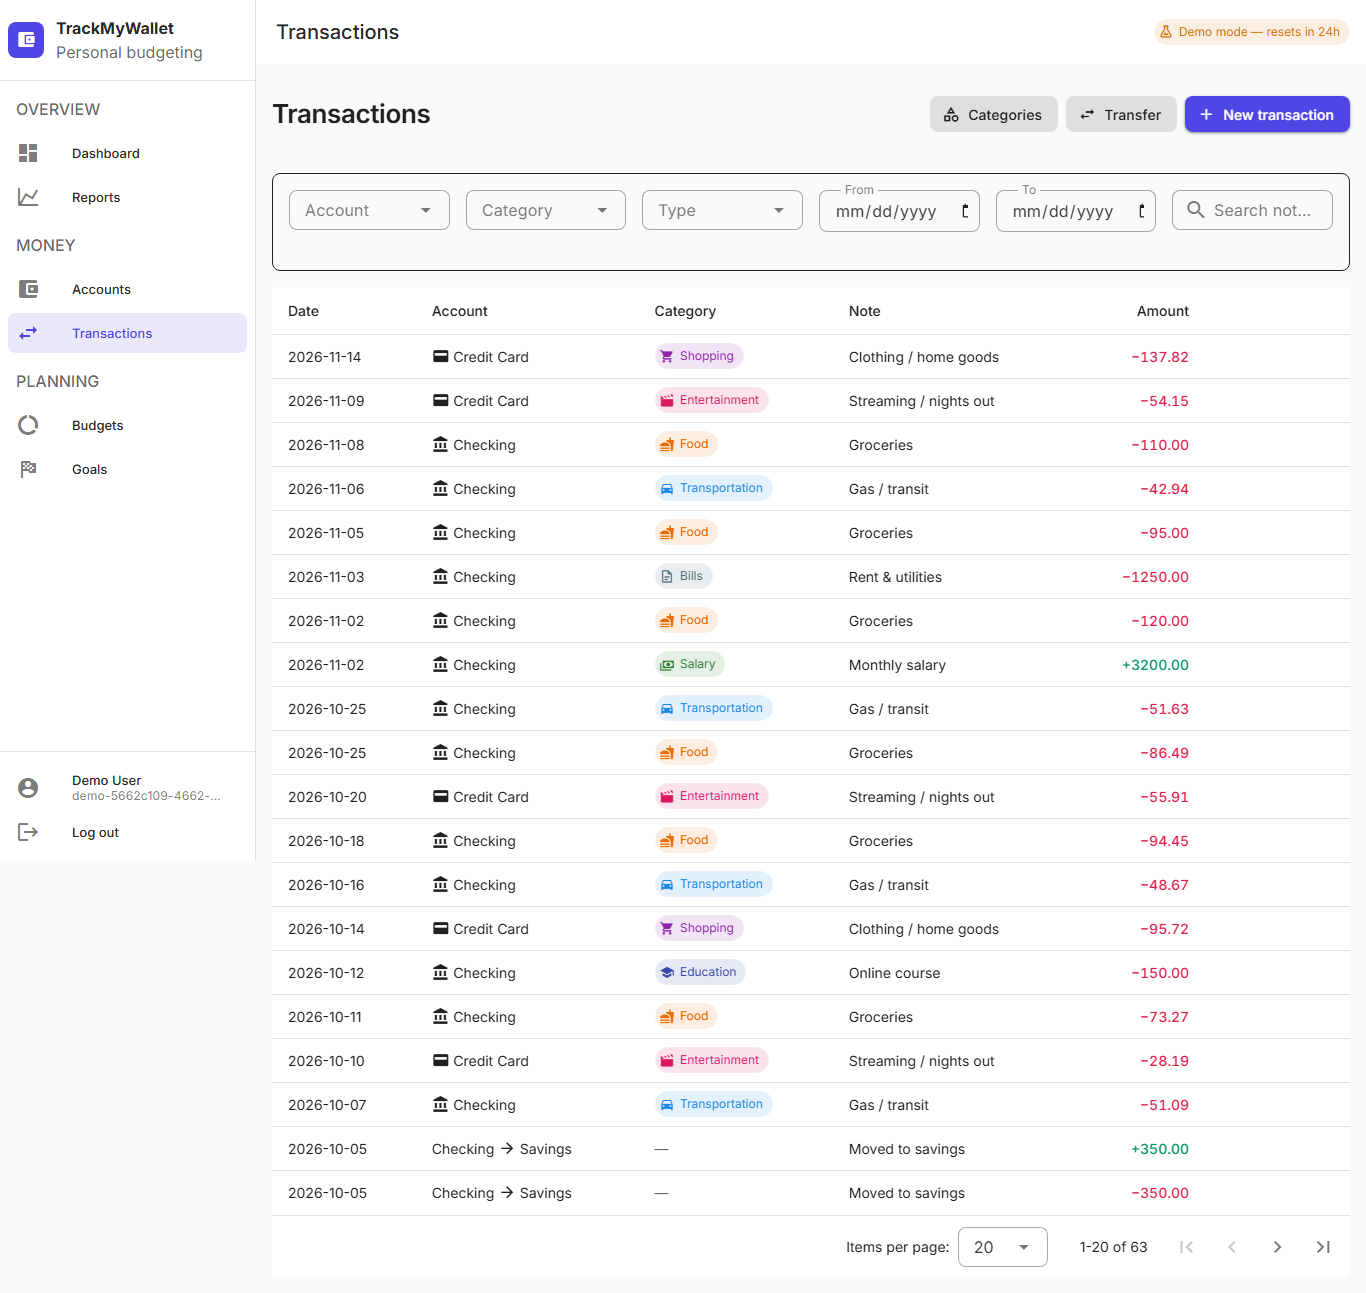 TrackMyWallet
Personal budgeting
OVERVIEW
Dashboard
Reports
MONEY
Accounts
Transactions
PLANNING
Budgets
Goals
Demo User
demo-5662c109-4662-...
Log out
Transactions
Demo mode — resets in 24h
Transactions
Categories Transfer + New transaction
Account Category Type From mm/dd/yyyy To mm/dd/yyyy Search not...
Date Account Category Note Amount
2026-11-14 Credit Card Shopping Clothing / home goods −137.82
2026-11-09 Credit Card Entertainment Streaming / nights out −54.15
2026-11-08 Checking Food Groceries −110.00
2026-11-06 Checking Transportation Gas / transit −42.94
2026-11-05 Checking Food Groceries −95.00
2026-11-03 Checking Bills Rent & utilities −1250.00
2026-11-02 Checking Food Groceries −120.00
2026-11-02 Checking Salary Monthly salary +3200.00
2026-10-25 Checking Transportation Gas / transit −51.63
2026-10-25 Checking Food Groceries −86.49
2026-10-20 Credit Card Entertainment Streaming / nights out −55.91
2026-10-18 Checking Food Groceries −94.45
2026-10-16 Checking Transportation Gas / transit −48.67
2026-10-14 Credit Card Shopping Clothing / home goods −95.72
2026-10-12 Checking Education Online course −150.00
2026-10-11 Checking Food Groceries −73.27
2026-10-10 Credit Card Entertainment Streaming / nights out −28.19
2026-10-07 Checking Transportation Gas / transit −51.09
2026-10-05 Checking → Savings — Moved to savings +350.00
2026-10-05 Checking → Savings — Moved to savings −350.00
Items per page: 20 1-20 of 63